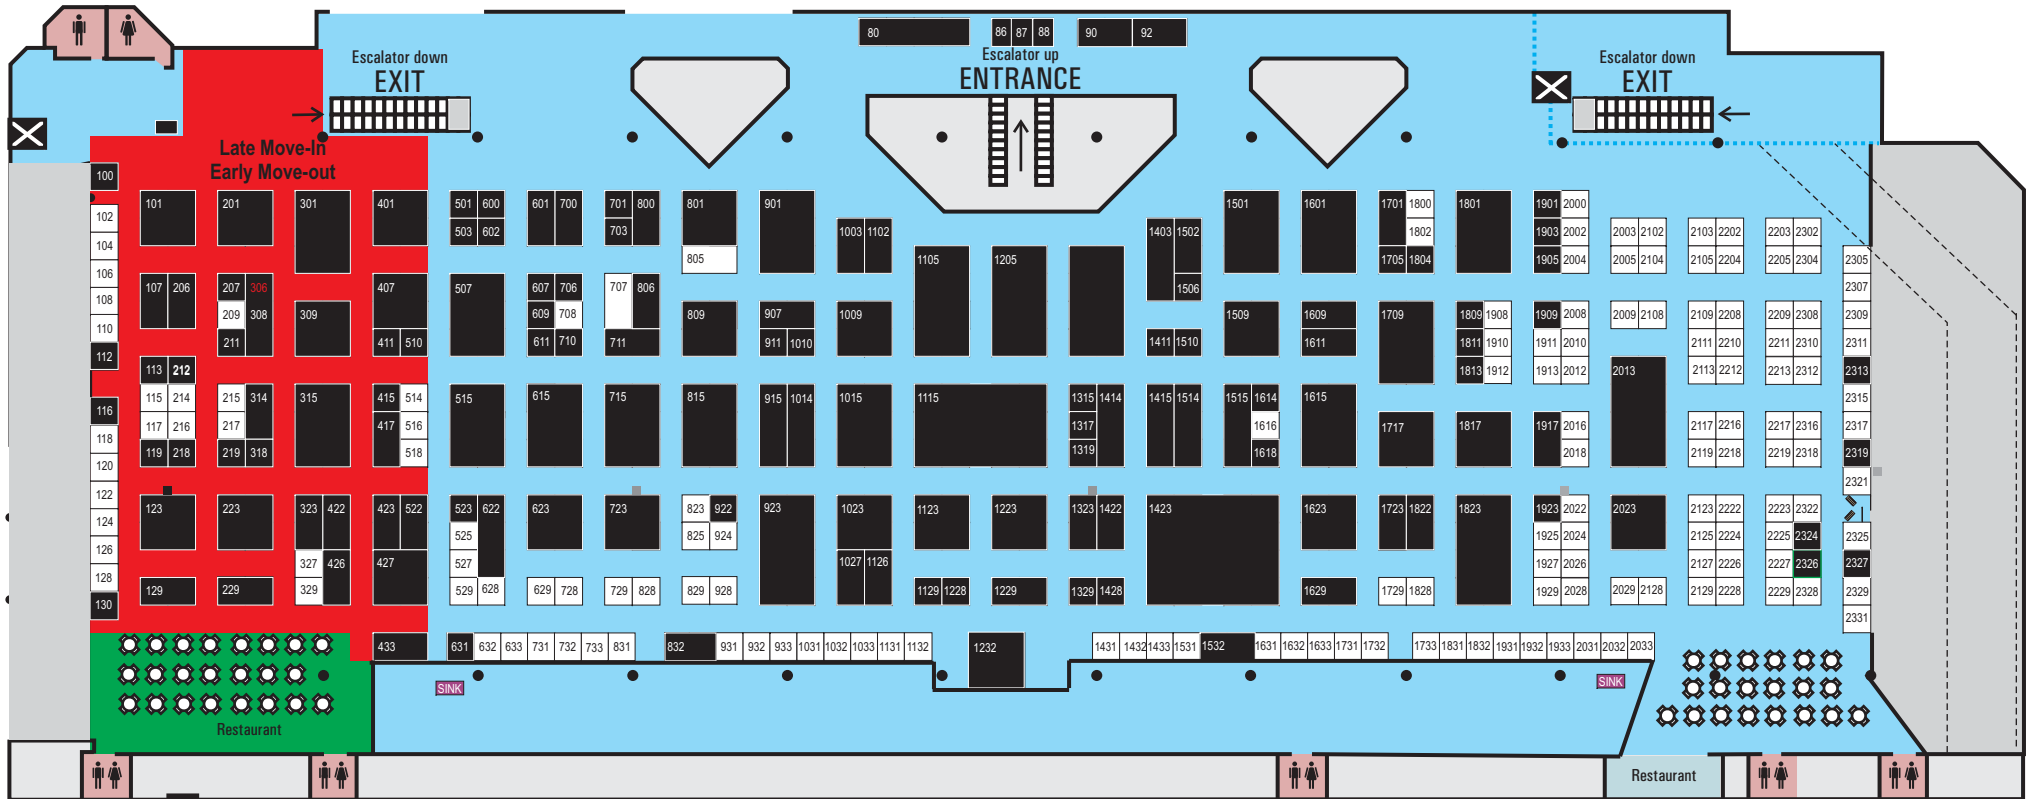 80 86 87 88 90 92
Escalator down
EXIT
Escalator up
ENTRANCE
Escalator down
EXIT
Late Move-In
Early Move-out
100
101 201 301 401 501 600 601 700 701 800 801 901 1501 1601 1701 1800 1801 1901 2000
102 503 602 703 1003 1102 1403 1502 1802 1903 2002 2003 2102 2103 2202 2203 2302
104 805 1105 1205 1705 1804 1905 2004 2005 2104 2105 2204 2205 2304 2305
106 107 206 207 306 407 507 607 706 707 806 1506 2307
108 209 308 309 609 708 809 907 1009 1509 1609 1709 1809 1908 1909 2008 2009 2108 2109 2208 2209 2308 2309
110 211 411 510 611 710 711 911 1010 1411 1510 1611 1811 1910 1911 2010 2111 2210 2211 2310 2311
112 113 212 1813 1912 1913 2012 2013 2113 2212 2213 2312 2313
115 214 215 314 315 415 514 515 615 715 815 915 1014 1015 1115 1315 1414 1415 1514 1515 1614 1615 2315
116 117 216 217 417 516 1317 1616 1717 1817 1917 2016 2117 2216 2217 2316 2317
118 119 218 219 318 518 1319 1618 2018 2119 2218 2219 2318 2319
120 2321
122 123 223 323 422 423 522 523 622 623 723 823 922 923 1023 1123 1223 1323 1422 1423 1623 1723 1822 1823 1923 2022 2023 2123 2222 2223 2322
124 525 825 924 1925 2024 2125 2224 2225 2324 2325
126 327 426 427 527 1027 1126 1927 2026 2127 2226 2227 2326 2327
128 129 229 329 529 628 629 728 729 828 829 928 1129 1228 1229 1329 1428 1629 1729 1828 1929 2028 2029 2128 2129 2228 2229 2328 2329
130 2331
433 631 632 633 731 732 733 831 832 931 932 933 1031 1032 1033 1131 1132 1232 1431 1432 1433 1531 1532 1631 1632 1633 1731 1732 1733 1831 1832 1931 1932 1933 2031 2032 2033
SINK
SINK
Restaurant
Restaurant